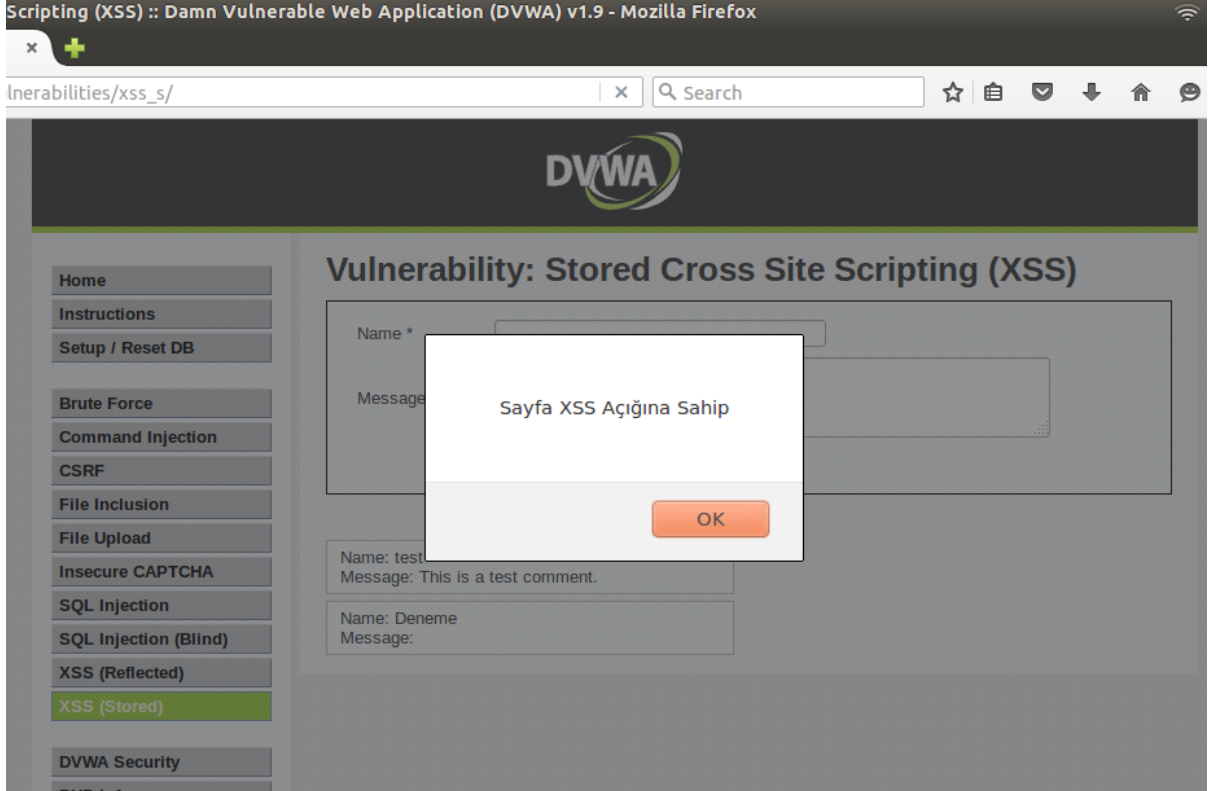 Scripting (XSS) :: Damn Vulnerable Web Application (DVWA) v1.9 - Mozilla Firefox
lnerabilities/xss_s/
Search
DVWA
Home
Instructions
Setup / Reset DB
Brute Force
Command Injection
CSRF
File Inclusion
File Upload
Insecure CAPTCHA
SQL Injection
SQL Injection (Blind)
XSS (Reflected)
XSS (Stored)
DVWA Security
Vulnerability: Stored Cross Site Scripting (XSS)
Name *
Message
Sayfa XSS Açığına Sahip
OK
Name: test
Message: This is a test comment.
Name: Deneme
Message: